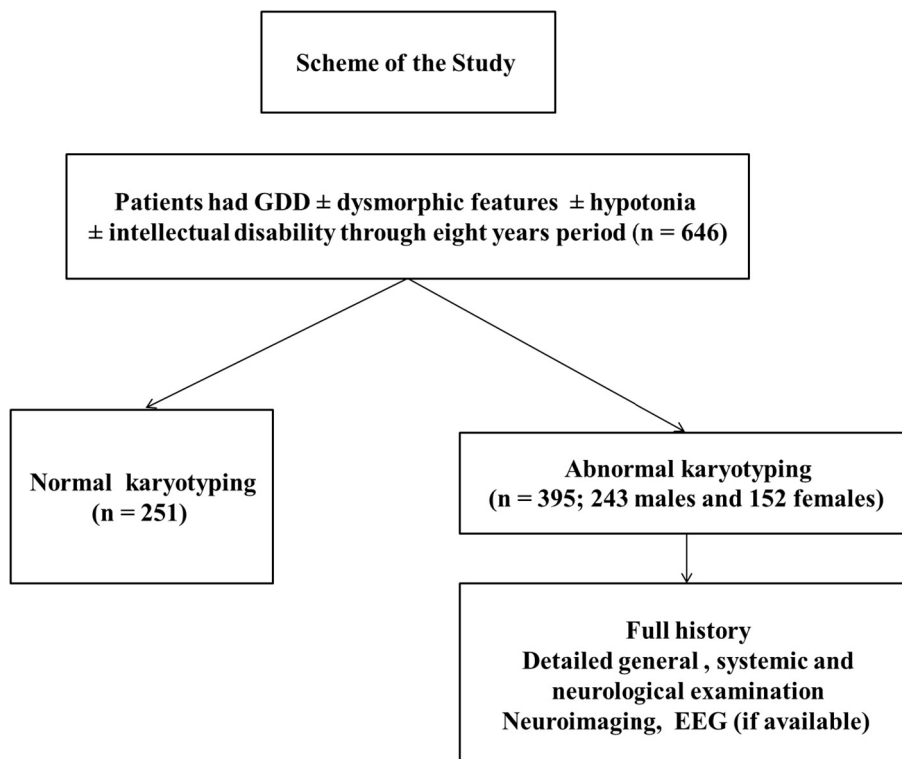 Scheme of the Study
Patients had GDD ± dysmorphic features ± hypotonia
± intellectual disability through eight years period (n = 646)
Normal karyotyping
(n = 251)
Abnormal karyotyping
(n = 395; 243 males and 152 females)
Full history
Detailed general , systemic and
neurological examination
Neuroimaging, EEG (if available)